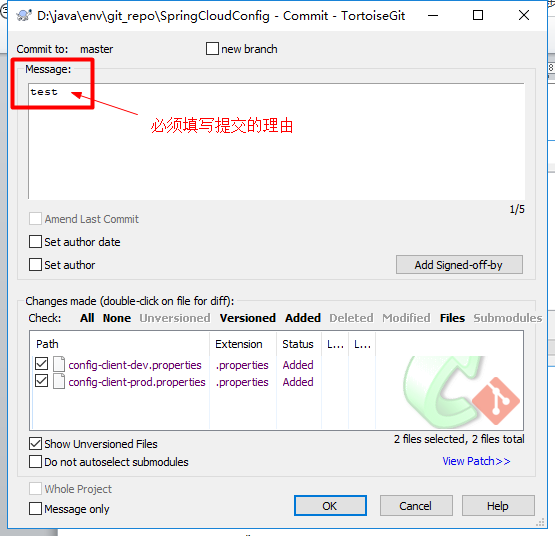 D:\java\env\git_repo\SpringCloudConfig - Commit - TortoiseGit
Commit to: master new branch
Message:
test
必须填写提交的理由
1/5
Amend Last Commit
Set author date
Set author
Add Signed-off-by
Changes made (double-click on file for diff):
Check: All None Unversioned Versioned Added Deleted Modified Files Submodules
Path Extension Status L... L...
config-client-dev.properties .properties Added
config-client-prod.properties .properties Added
Show Unversioned Files
2 files selected, 2 files total
Do not autoselect submodules
View Patch>>
Whole Project
Message only
OK Cancel Help